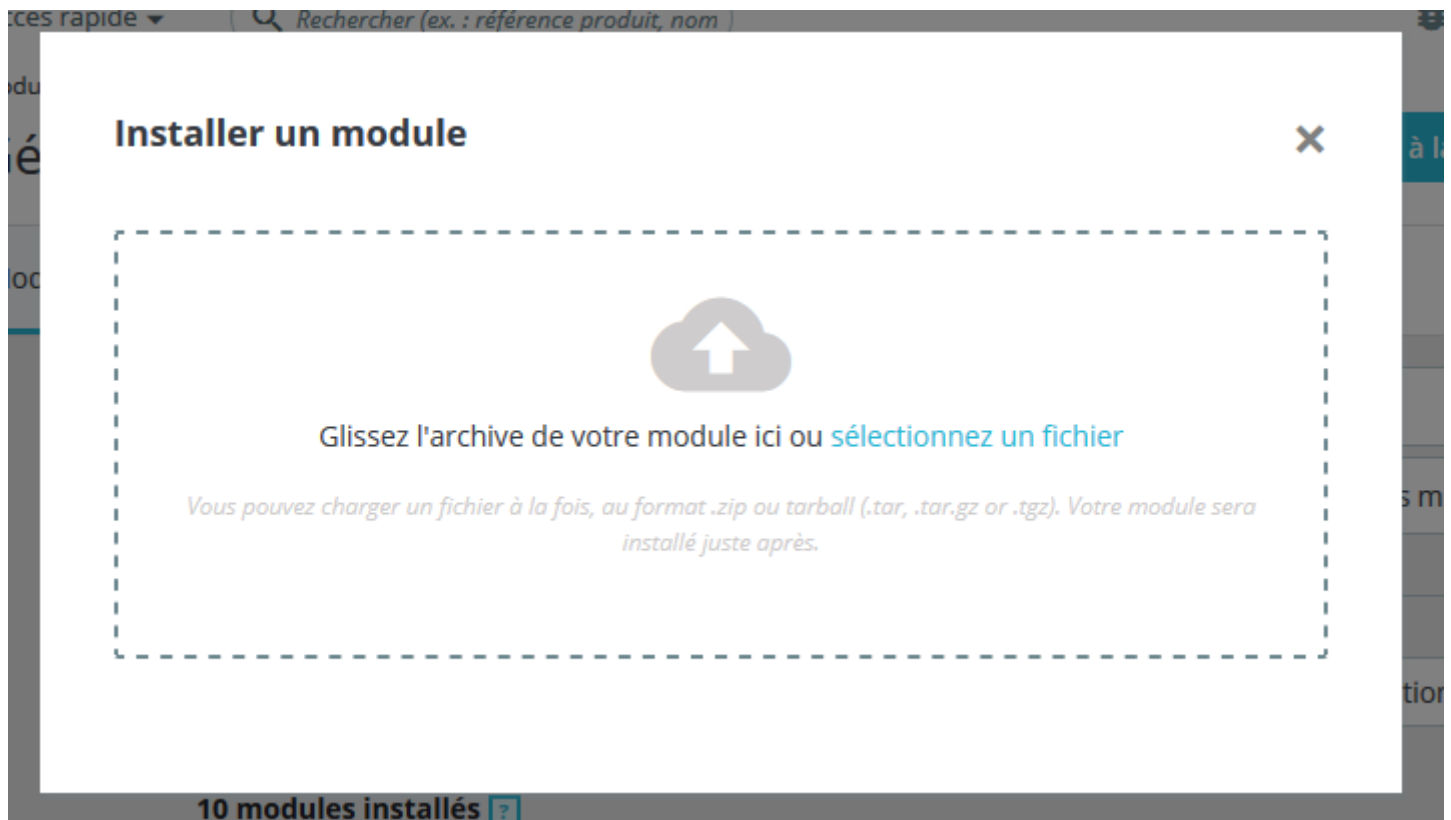 rapide
Rechercher (ex. : référence produit, nom
Installer un module
à la
Glissez l'archive de votre module ici ou sélectionnez un fichier
Vous pouvez charger un fichier à la fois, au format .zip ou tarball (.tar, .tar.gz or .tgz). Votre module sera
installé juste après.
10 modules installés ?